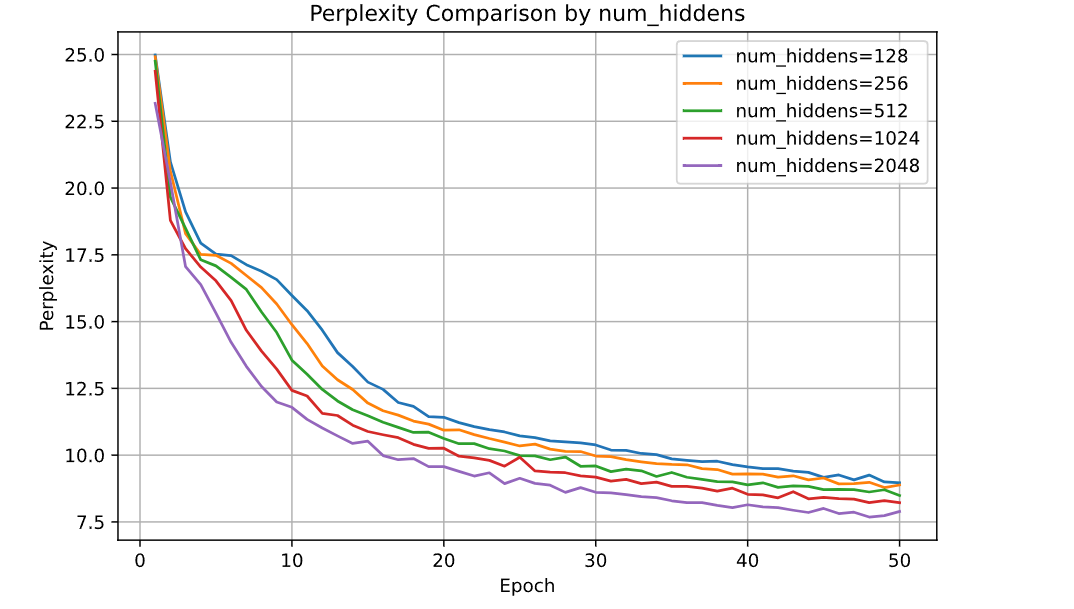 Perplexity Comparison by num_hiddens
25.0
22.5
20.0
17.5
15.0
12.5
10.0
7.5
Perplexity
num_hiddens=128
num_hiddens=256
num_hiddens=512
num_hiddens=1024
num_hiddens=2048
0 10 20 30 40 50
Epoch